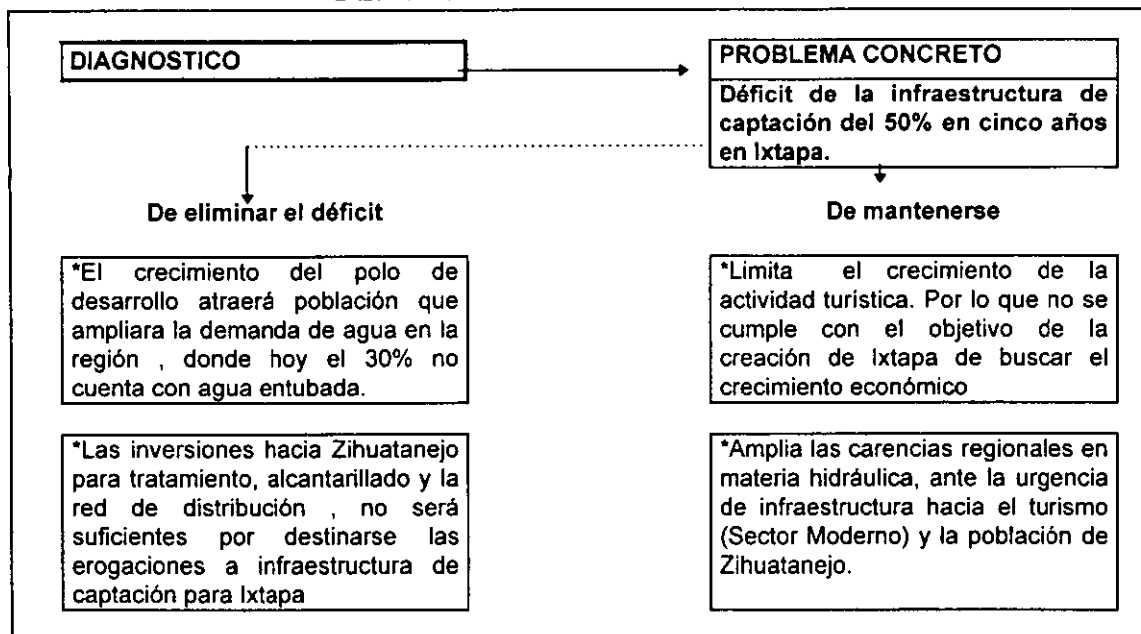 DIAGNOSTICO
PROBLEMA CONCRETO
Déficit de la infraestructura de
captación del 50% en cinco años
en Ixtapa.
De eliminar el déficit
De mantenerse
*El crecimiento del polo de
desarrollo atraerá población que
ampliara la demanda de agua en la
región , donde hoy el 30% no
cuenta con agua entubada.
*Limita el crecimiento de la
actividad turística. Por lo que no se
cumple con el objetivo de la
creación de Ixtapa de buscar el
crecimiento económico
*Las inversiones hacia Zihuatanejo
para tratamiento, alcantarillado y la
red de distribución , no será
suficientes por destinarse las
erogaciones a infraestructura de
captación para Ixtapa
*Amplia las carencias regionales en
materia hidráulica, ante la urgencia
de infraestructura hacia el turismo
(Sector Moderno) y la población de
Zihuatanejo.